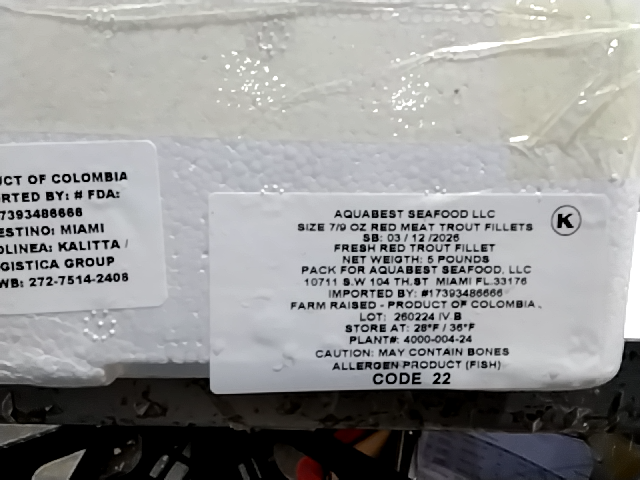 UCT OF COLOMBIA
RTED BY: # FDA:
7393486666
ESTINO: MIAMI
OLINEA: KALITTA /
GISTICA GROUP
WB: 272-7514-2408
K
AQUABEST SEAFOOD LLC
SIZE 7/9 OZ RED MEAT TROUT FILLETS
SB: 03 / 12 /2026
FRESH RED TROUT FILLET
NET WEIGTH: 5 POUNDS
PACK FOR AQUABEST SEAFOOD, LLC
10711 S.W 104 TH.ST MIAMI FL.33176
IMPORTED BY: #17393486666
FARM RAISED - PRODUCT OF COLOMBIA.
LOT: 260224 IV.B
STORE AT: 28°F / 36°F
PLANT#: 4000-004-24
CAUTION: MAY CONTAIN BONES
ALLERGEN PRODUCT (FISH)
CODE 22